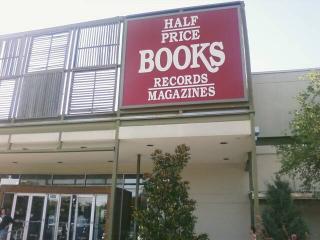 HALF
PRICE
BOOKS
RECORDS
MAGAZINES